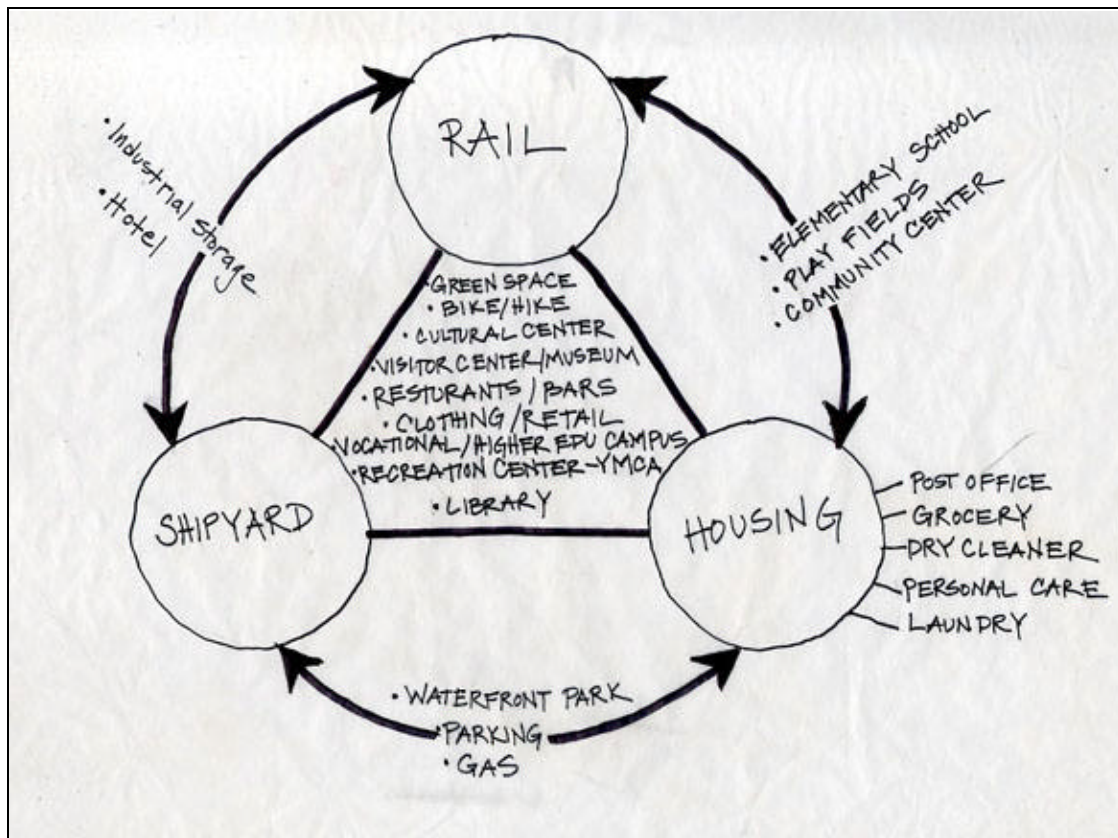 RAIL
• Industrial Storage
• Hotel
• ELEMENTARY SCHOOL
• PLAY FIELDS
• COMMUNITY CENTER
• GREEN SPACE
• BIKE/HIKE
• CULTURAL CENTER
• VISITOR CENTER/MUSEUM
• RESTURANTS / BARS
• CLOTHING / RETAIL
VOCATIONAL/HIGHER EDU CAMPUS
• RECREATION CENTER-YMCA
• LIBRARY
SHIPYARD
HOUSING
POST OFFICE
GROCERY
DRY CLEANER
PERSONAL CARE
LAUNDRY
• WATERFRONT PARK
• PARKING
• GAS